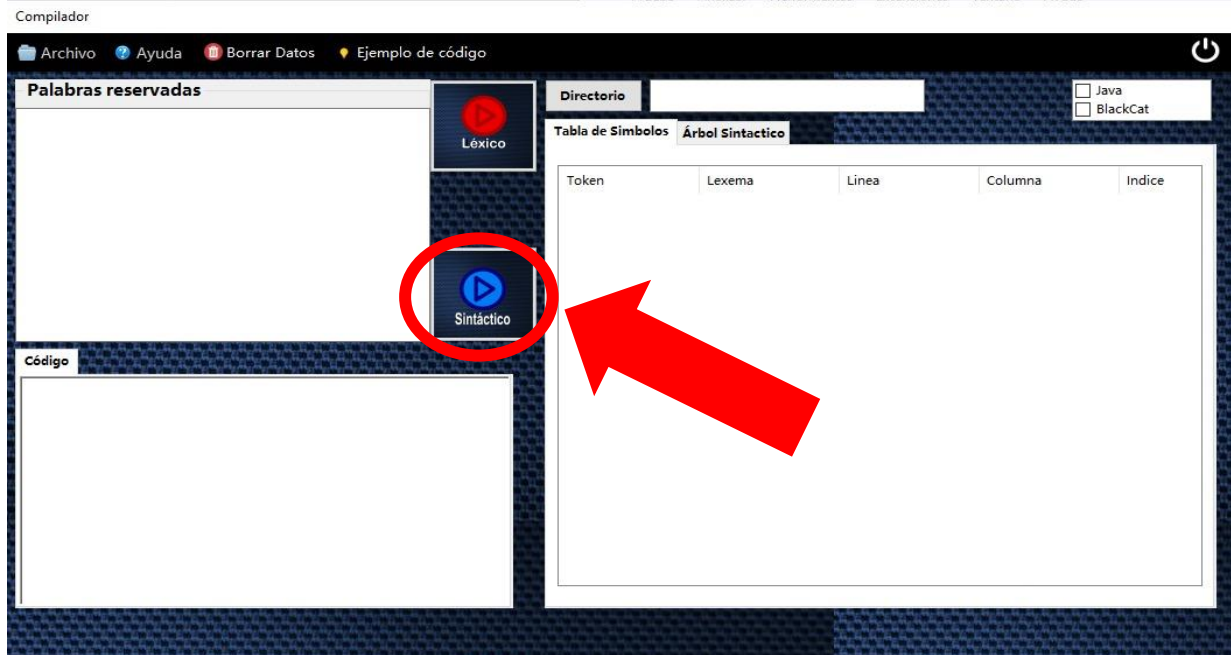 Compilador
Archivo Ayuda Borrar Datos Ejemplo de código
Palabras reservadas
Léxico
Sintáctico
Código
Directorio
Java
BlackCat
Tabla de Simbolos Árbol Sintactico
Token Lexema Linea Columna Indice